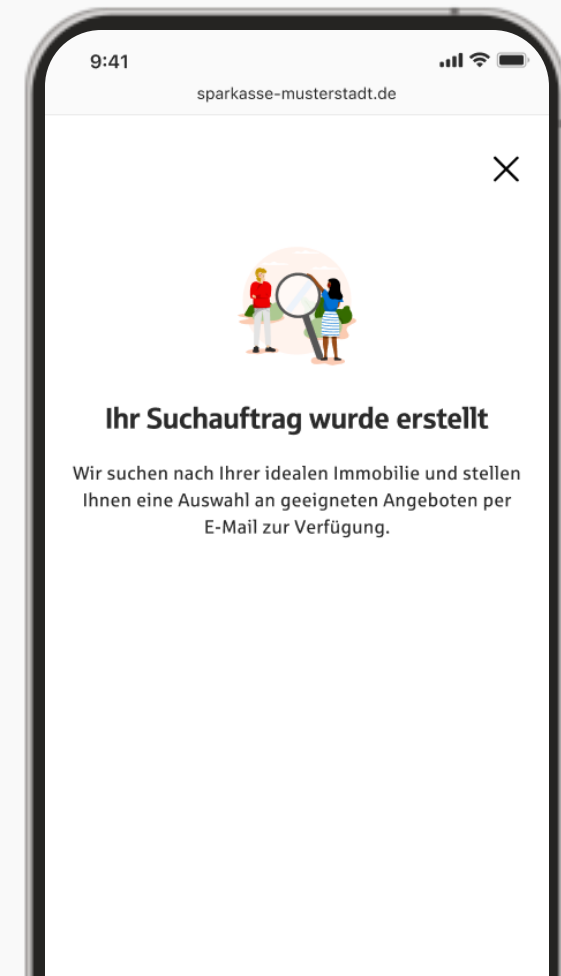 9:41
sparkasse-musterstadt.de
Ihr Suchauftrag wurde erstellt
Wir suchen nach Ihrer idealen Immobilie und stellen
Ihnen eine Auswahl an geeigneten Angeboten per
E-Mail zur Verfügung.